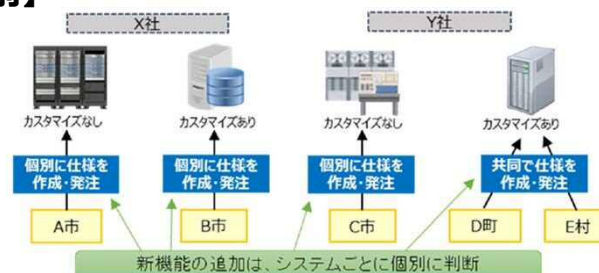 X社
Y社
カスタマイズなし
カスタマイズあり
カスタマイズなし
カスタマイズあり
個別に仕様を
作成・発注
個別に仕様を
作成・発注
個別に仕様を
作成・発注
共同で仕様を
作成・発注
A市
B市
C市
D町
E村
新機能の追加は、システムごとに個別に判断